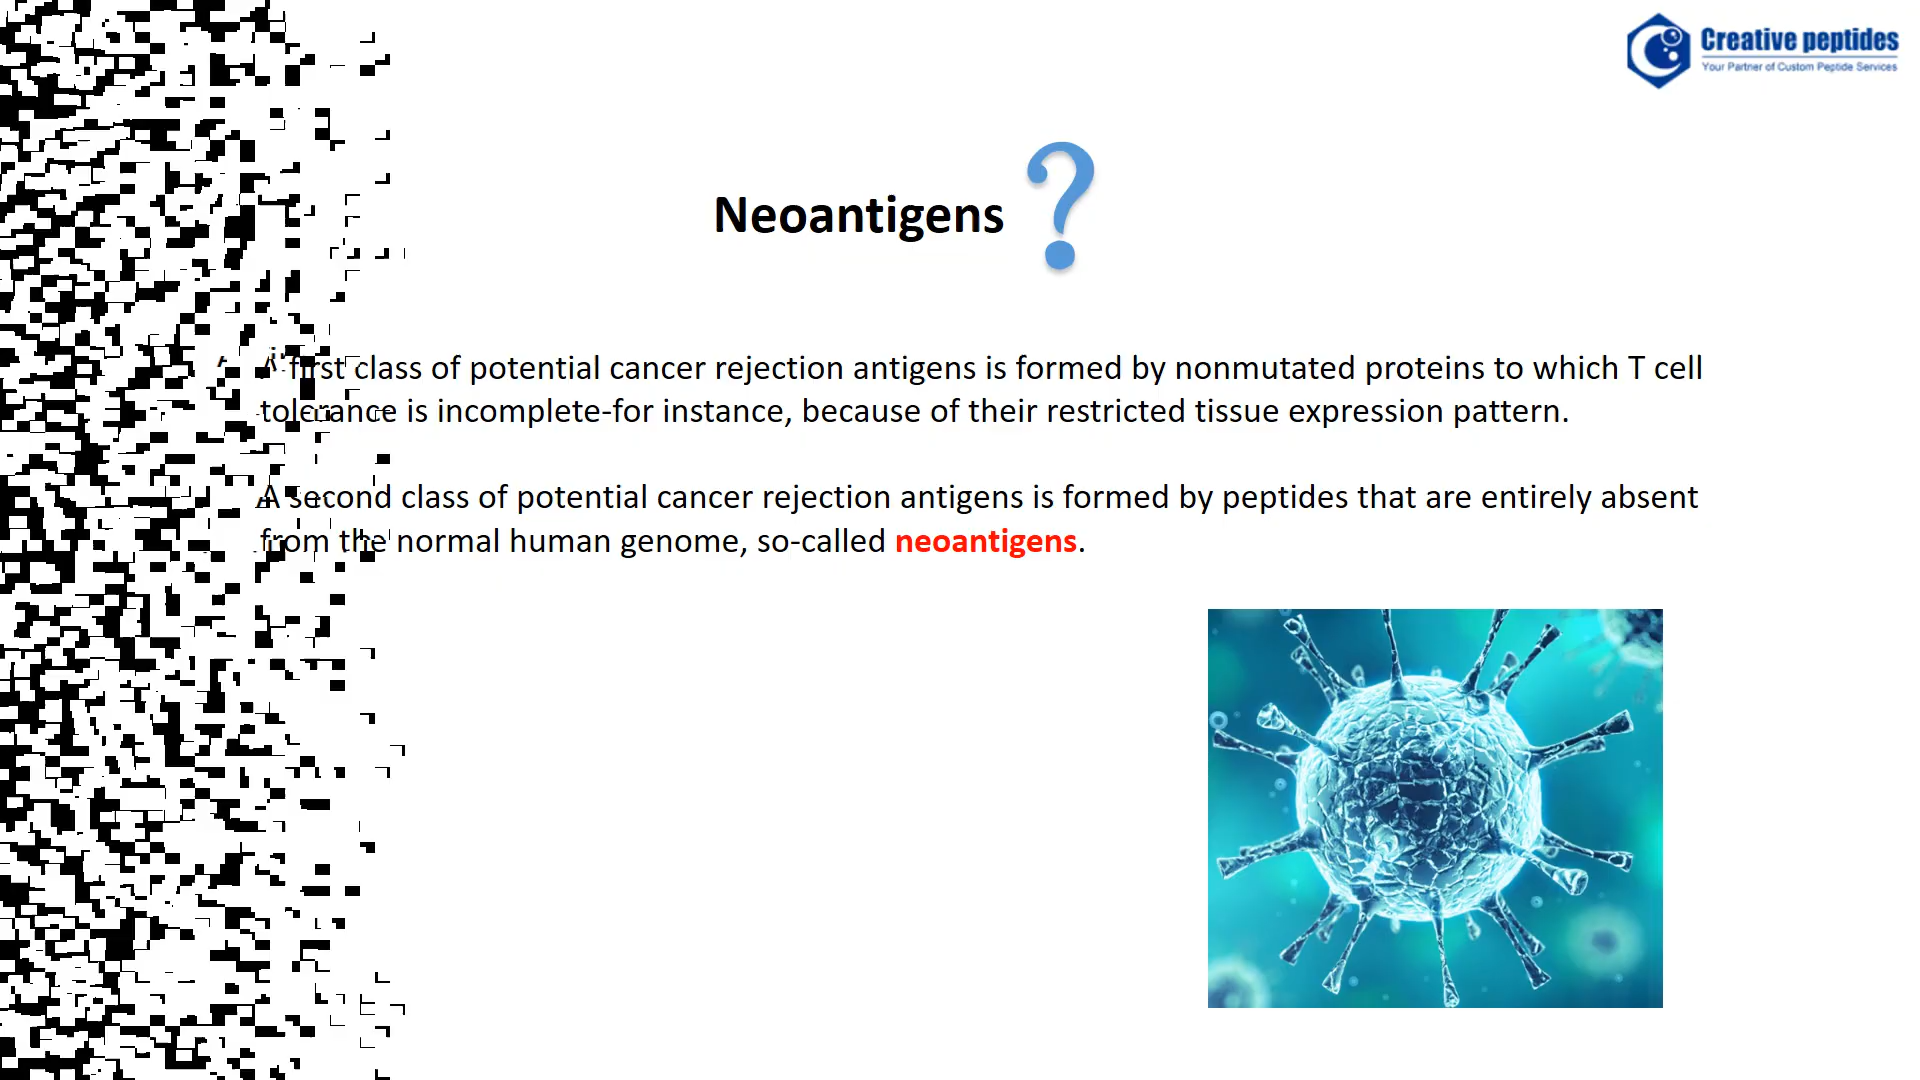 Creative peptides
Your Partner of Custom Peptide Services
Neoantigens?
A first class of potential cancer rejection antigens is formed by nonmutated proteins to which T cell
tolerance is incomplete-for instance, because of their restricted tissue expression pattern.
A second class of potential cancer rejection antigens is formed by peptides that are entirely absent
from the normal human genome, so-called neoantigens.